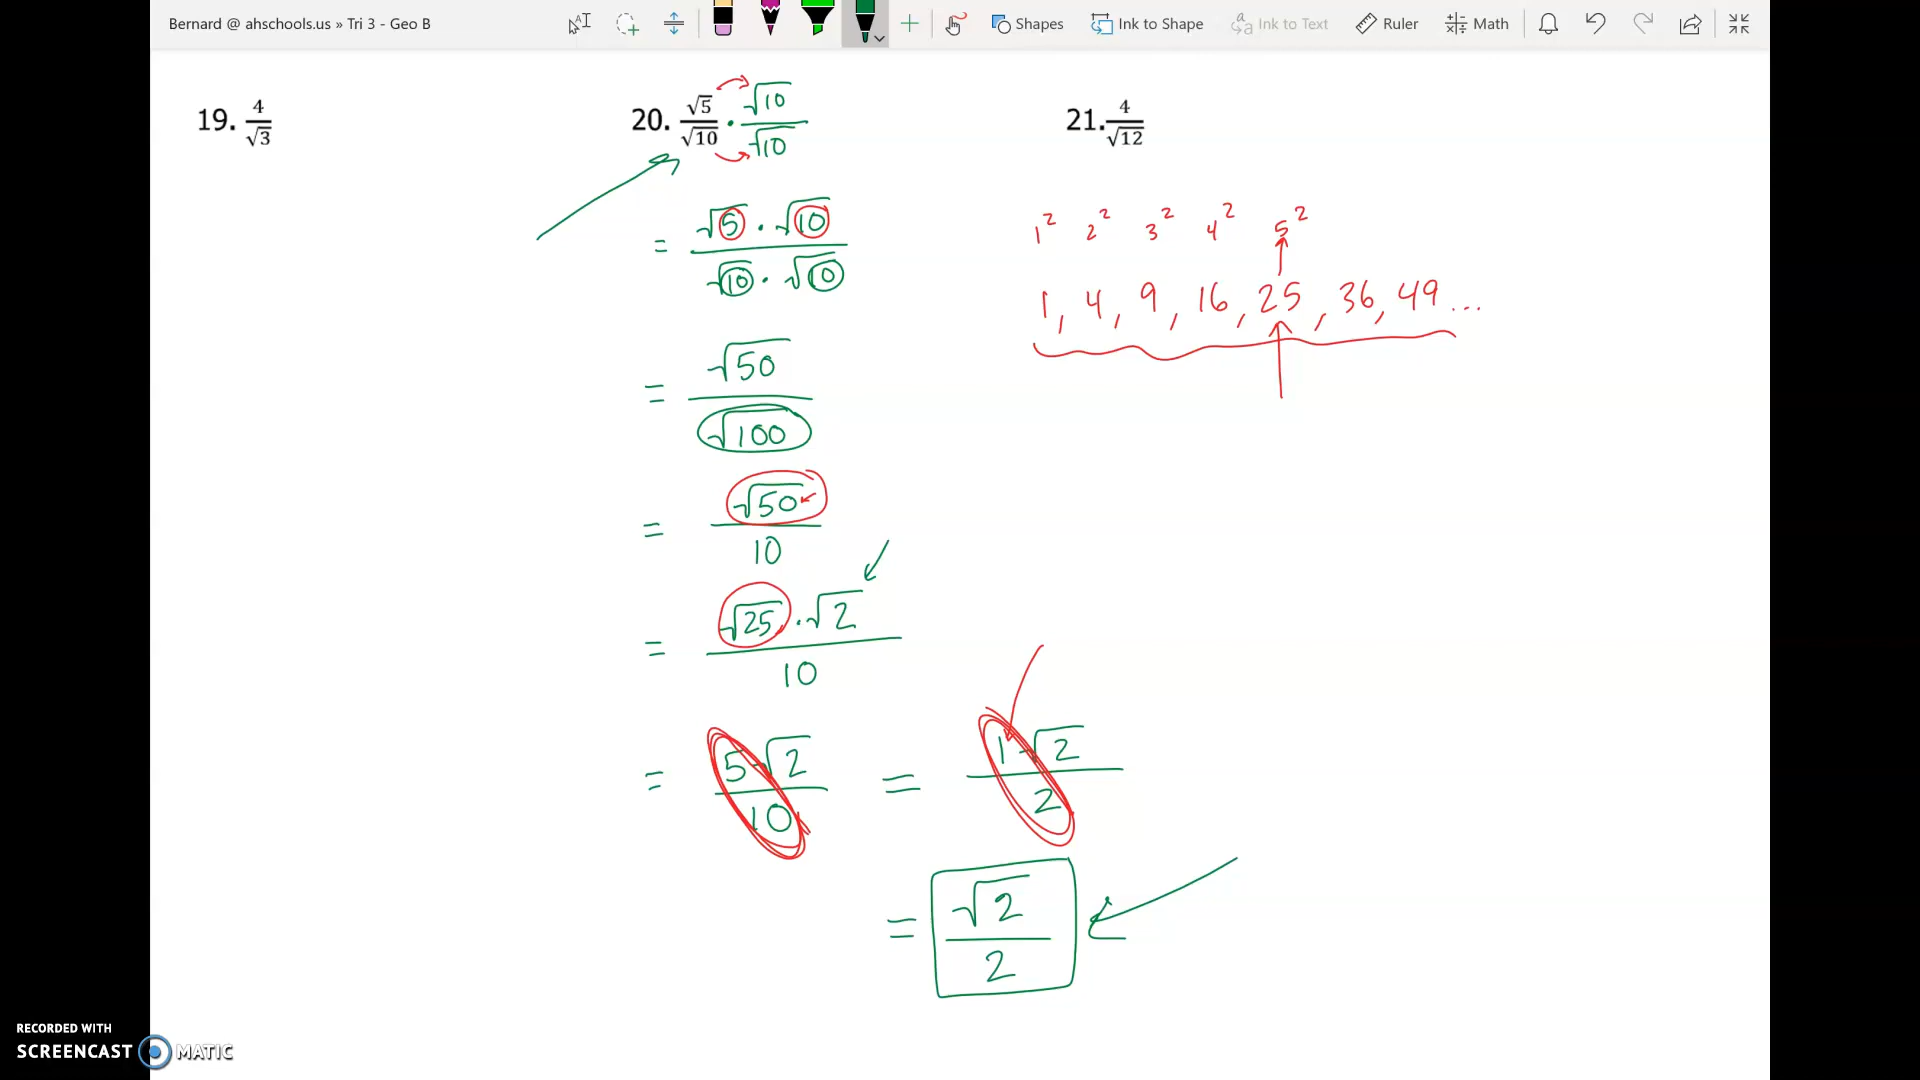 Bernard @ ahschools.us » Tri 3 - Geo B
Shapes
Ink to Shape
Ink to Text
Ruler
Math
19. 4/√3
20. √5/√10 · √10/√10
= √5 · √10 / √10 · √10
= √50 / √100
= √50 / 10
= √25 · √2 / 10
= 5√2 / 10 = 1√2 / 2
= √2 / 2
21. 4/√12
1² 2² 3² 4² 5²
1, 4, 9, 16, 25, 36, 49 ...
RECORDED WITH
SCREENCAST MATIC